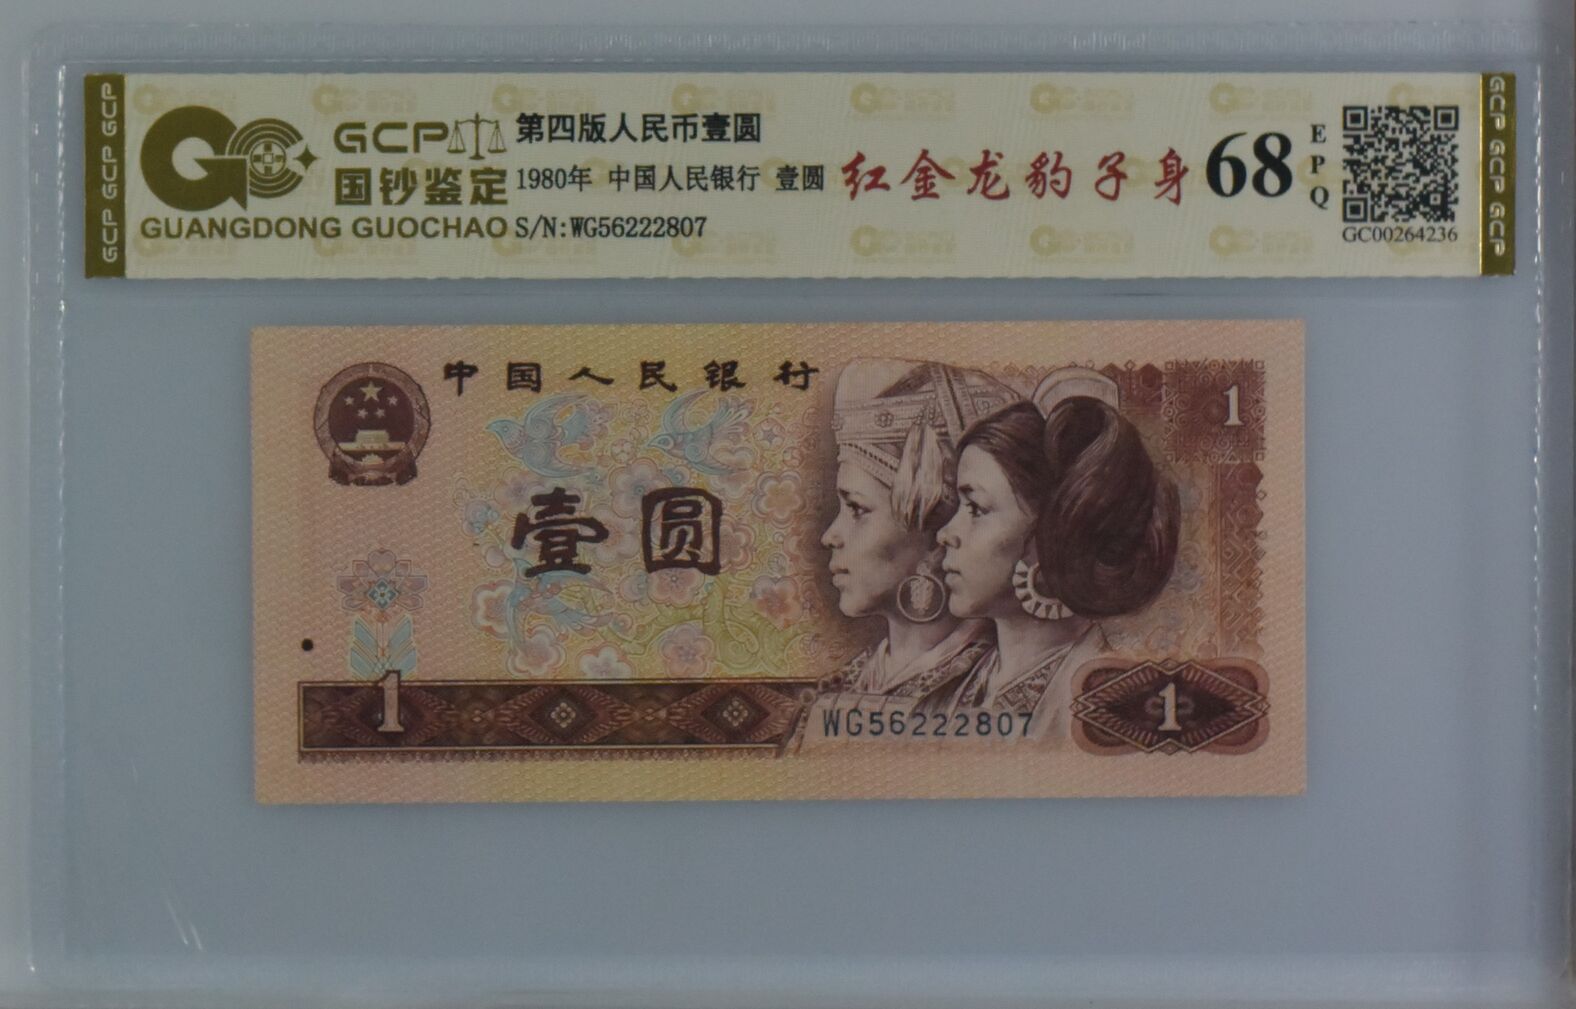 GCP GCP GCP
GCP
国钞鉴定
GUANGDONG GUOCHAO
第四版人民币壹圆
1980年 中国人民银行 壹圆
S/N:WG56222807
红金龙豹子身
68
EPQ
GC00264236
GCP GCP GCP
中国人民银行
1
壹圆
1
WG56222807
1